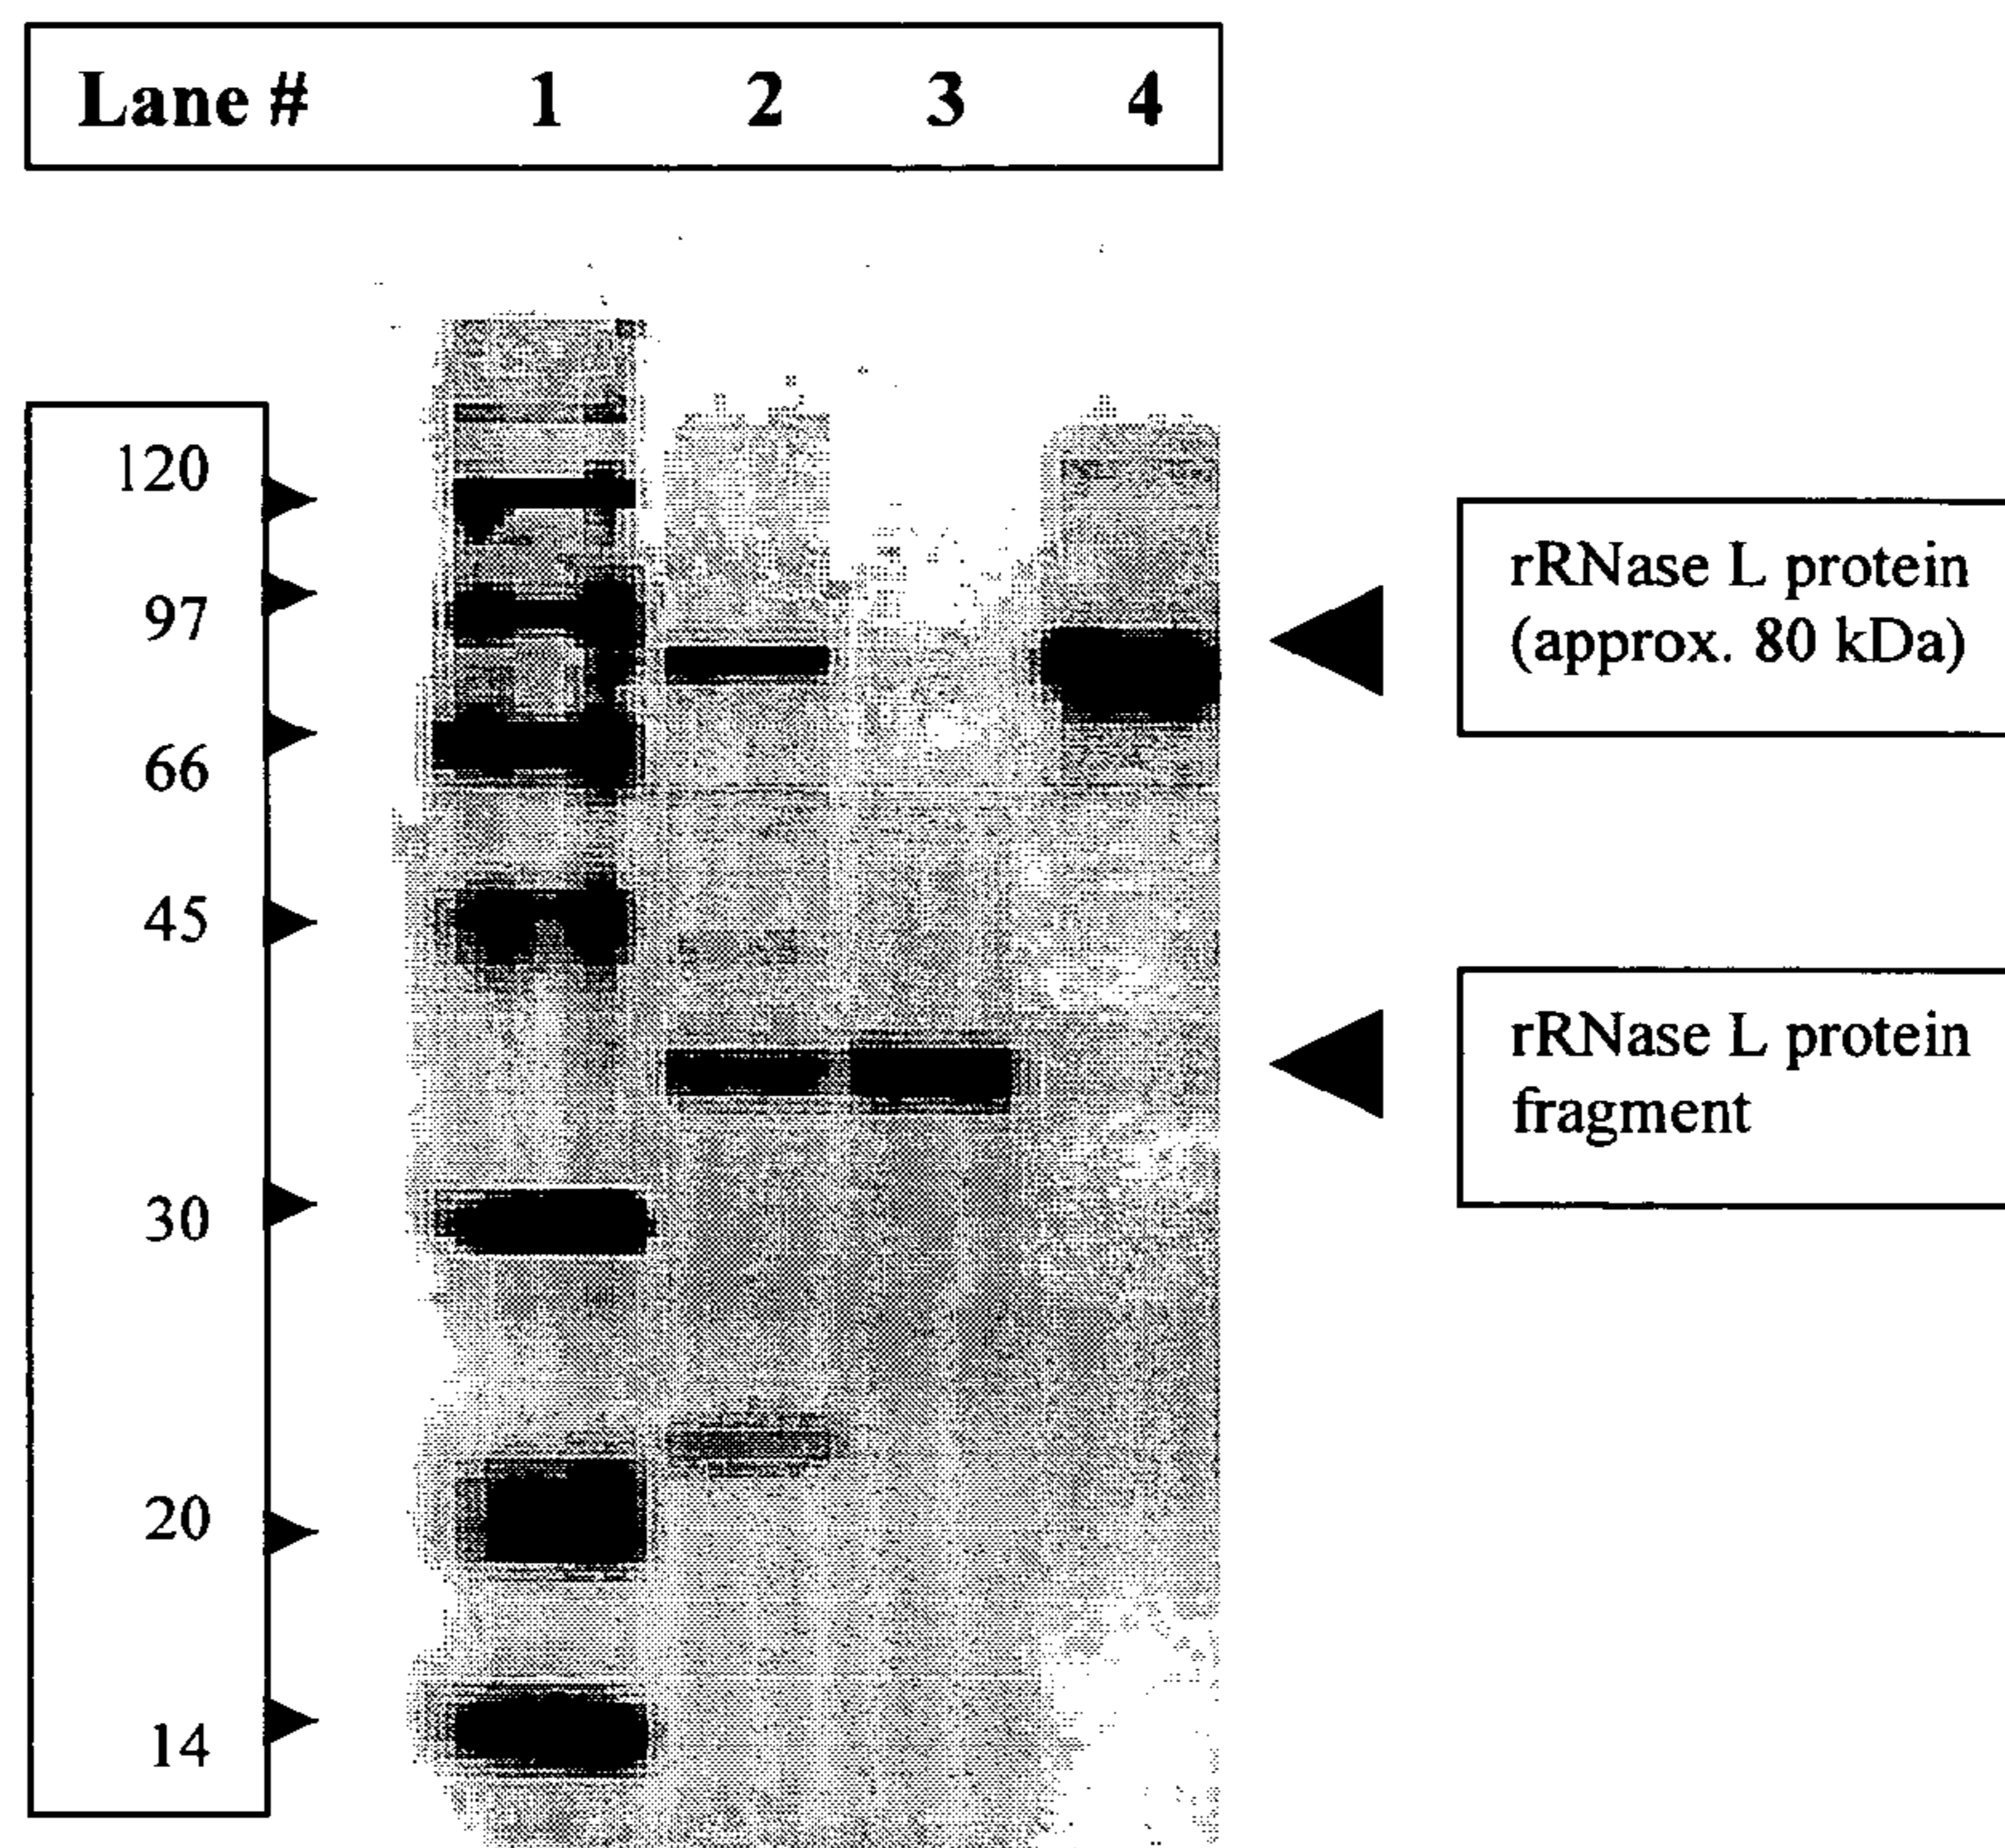 Lane # 1 2 3 4
120
97
66
45
30
20
14
rRNase L protein
(approx. 80 kDa)
rRNase L protein
fragment